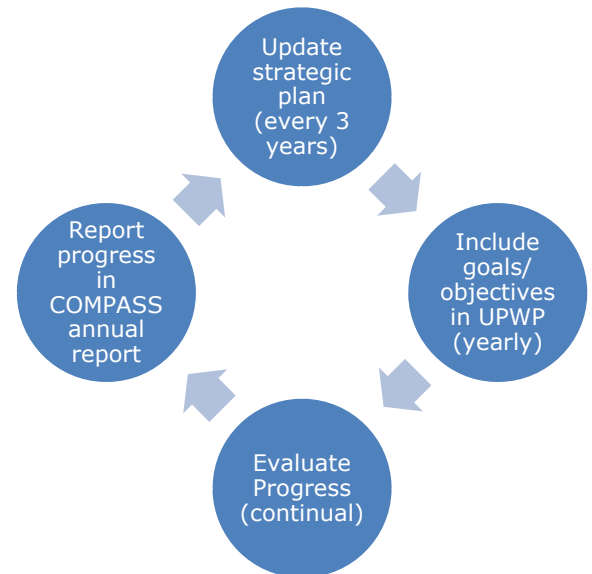 Update
strategic
plan
(every 3
years)
Include
goals/
objectives
in UPWP
(yearly)
Evaluate
Progress
(continual)
Report
progress
in
COMPASS
annual
report